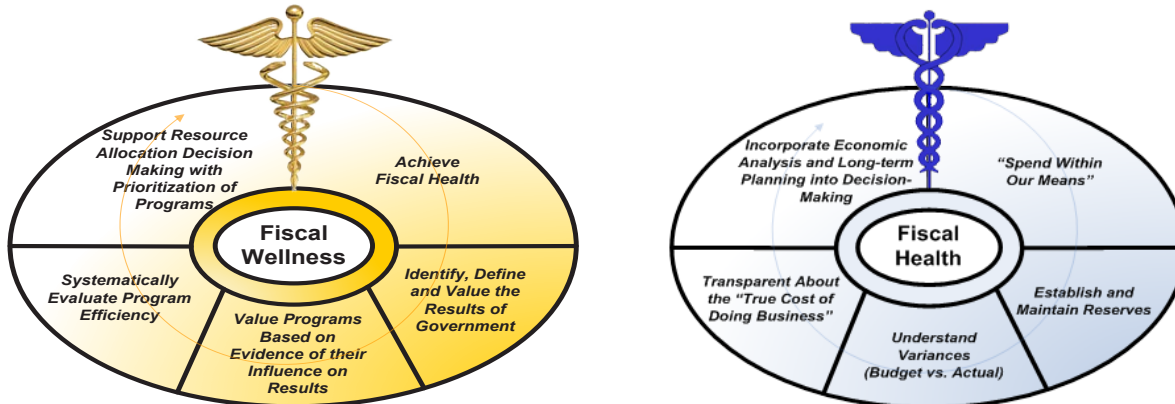 Support Resource
Allocation Decision
Making with
Prioritization of
Programs
Achieve
Fiscal Health
Identify, Define
and Value the
Results of
Government
Value Programs
Based on
Evidence of their
Influence on
Results
Systematically
Evaluate Program
Efficiency
Fiscal
Wellness
Incorporate Economic
Analysis and Long-term
Planning into Decision-
Making
“Spend Within
Our Means”
Establish and
Maintain Reserves
Understand
Variances
(Budget vs. Actual)
Transparent About
the “True Cost of
Doing Business”
Fiscal
Health